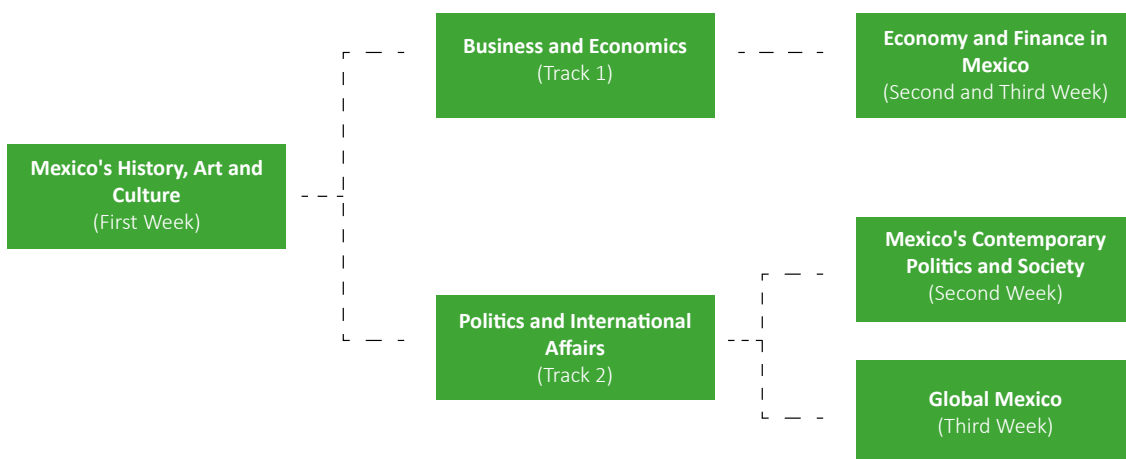 Mexico's History, Art and
Culture
(First Week)
Business and Economics
(Track 1)
Economy and Finance in
Mexico
(Second and Third Week)
Politics and International
Affairs
(Track 2)
Mexico's Contemporary
Politics and Society
(Second Week)
Global Mexico
(Third Week)